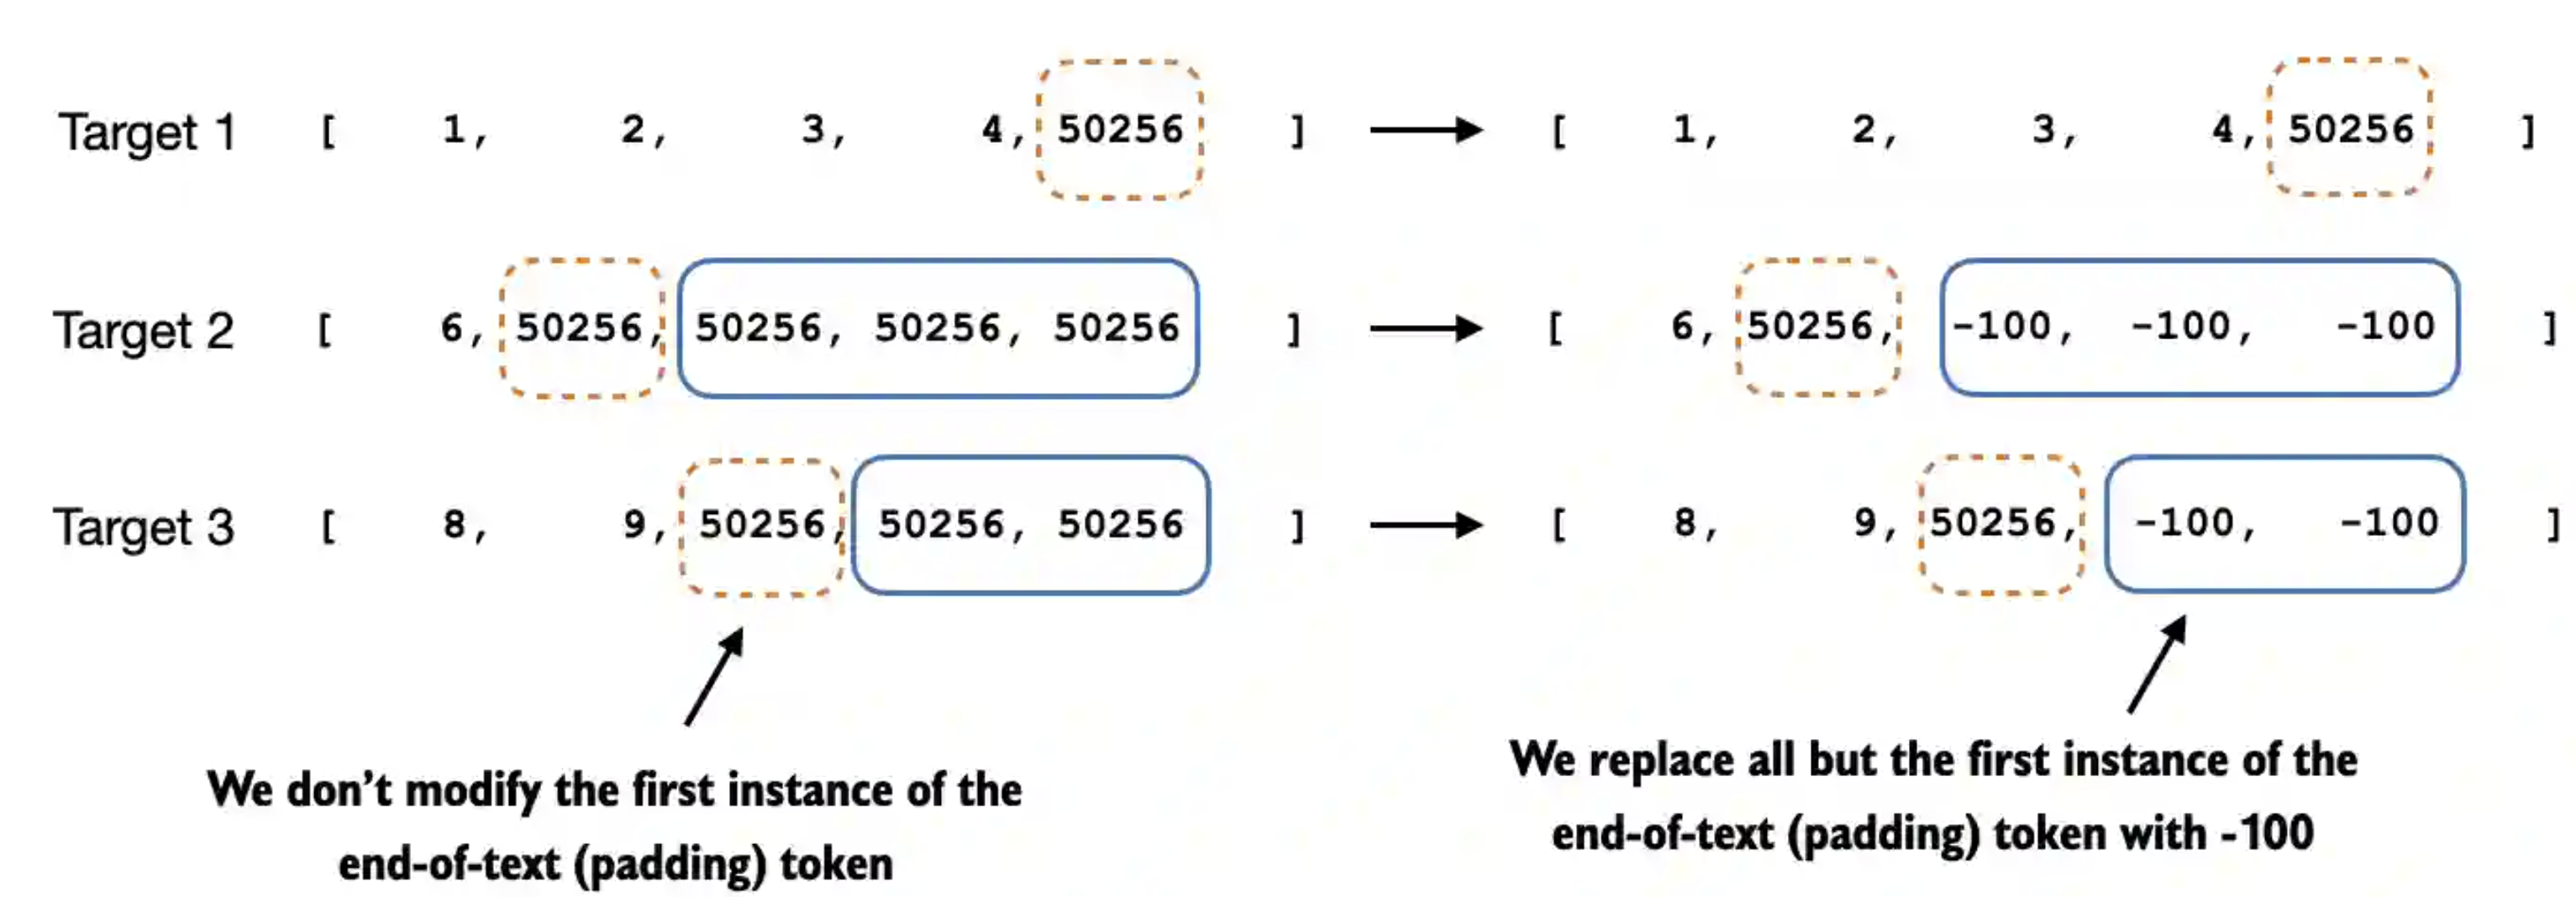 Target 1 [ 1, 2, 3, 4, 50256 ] [ 1, 2, 3, 4, 50256 ]
Target 2 [ 6, 50256, 50256, 50256, 50256 ] [ 6, 50256, -100, -100, -100 ]
Target 3 [ 8, 9, 50256, 50256, 50256 ] [ 8, 9, 50256, -100, -100 ]
We don't modify the first instance of the
end-of-text (padding) token
We replace all but the first instance of the
end-of-text (padding) token with -100